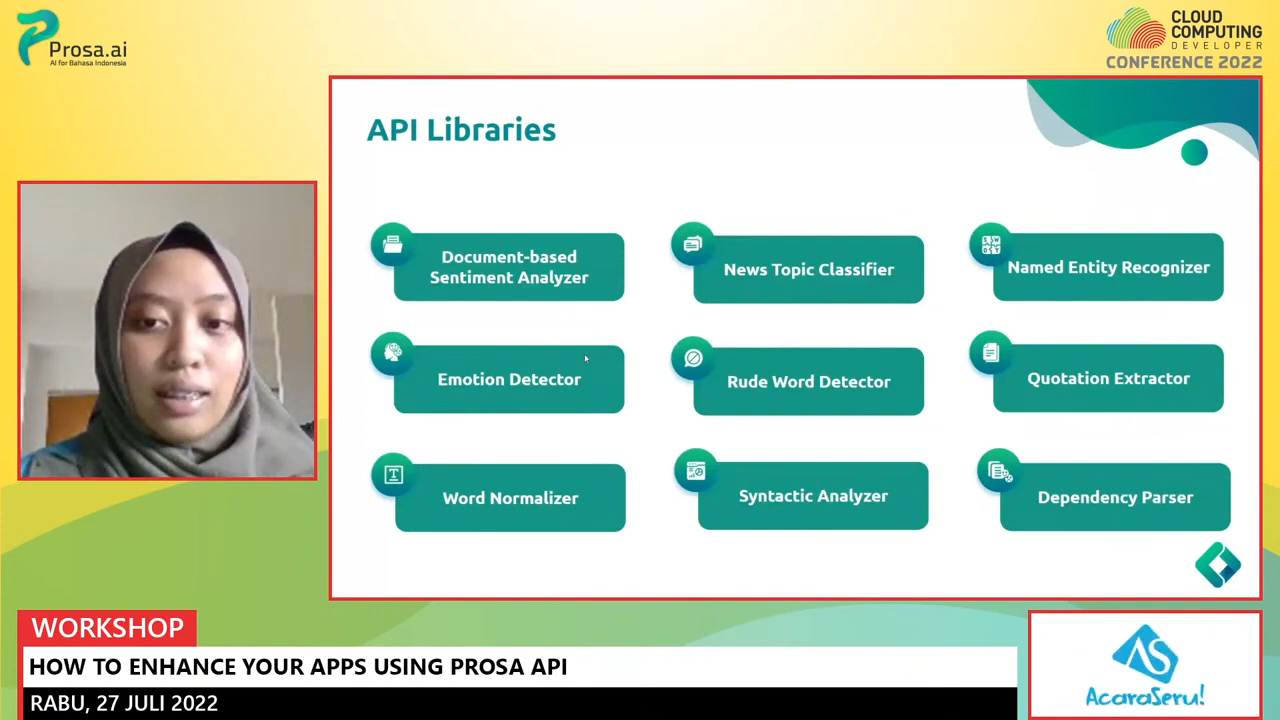 Prosa.ai
AI for Bahasa Indonesia
CLOUD
COMPUTING
DEVELOPER
CONFERENCE 2022
API Libraries
Document-based
Sentiment Analyzer
News Topic Classifier
Named Entity Recognizer
Emotion Detector
Rude Word Detector
Quotation Extractor
Word Normalizer
Syntactic Analyzer
Dependency Parser
WORKSHOP
HOW TO ENHANCE YOUR APPS USING PROSA API
RABU, 27 JULI 2022
AcaraSeru!